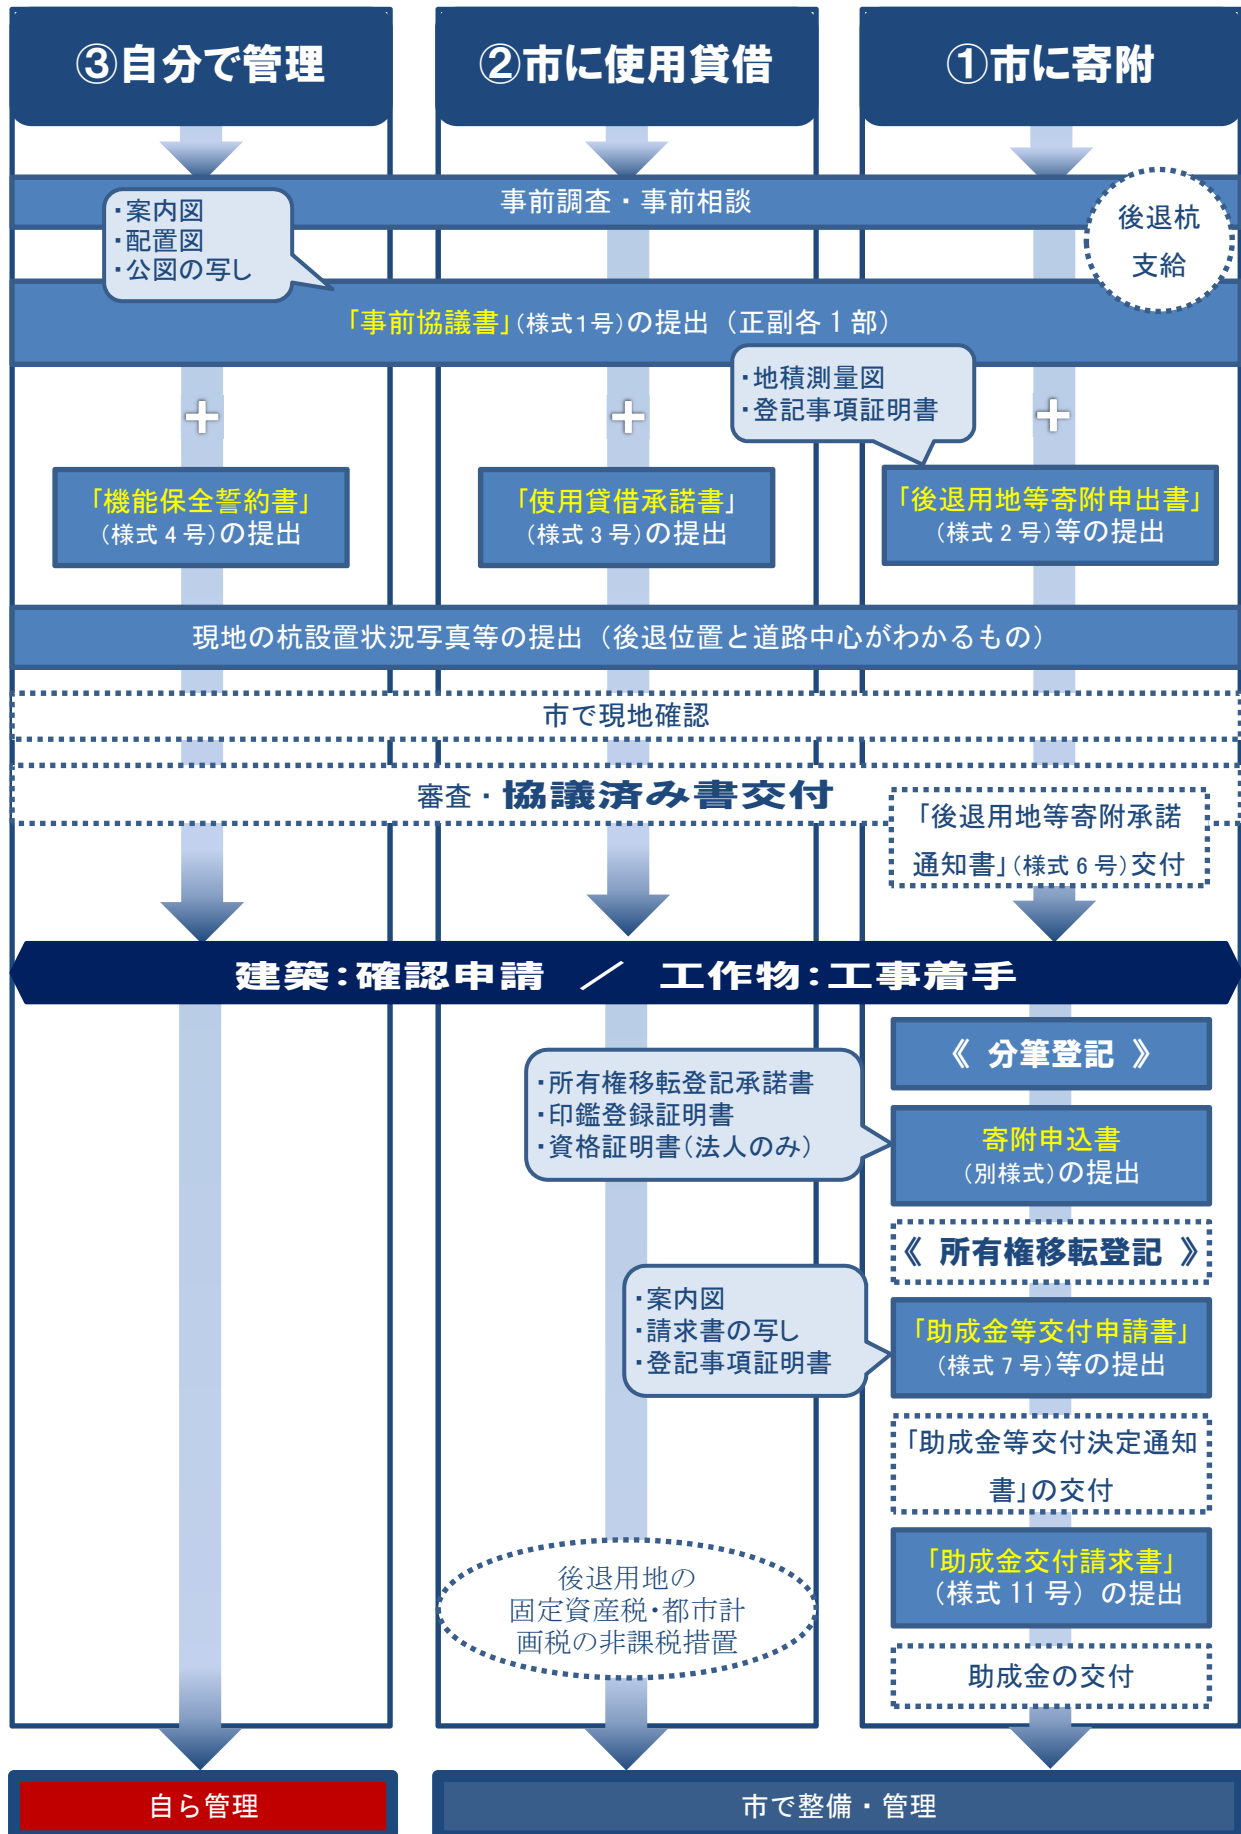 ③自分で管理
②市に使用貸借
①市に寄附
事前調査・事前相談
後退杭
支給
・案内図
・配置図
・公図の写し
「事前協議書」(様式1号)の提出（正副各1部）
・地積測量図
・登記事項証明書
＋
＋
＋
「機能保全誓約書」
（様式4号）の提出
「使用貸借承諾書」
（様式3号）の提出
「後退用地等寄附申出書」
（様式2号）等の提出
現地の杭設置状況写真等の提出（後退位置と道路中心がわかるもの）
市で現地確認
審査・協議済み書交付
「後退用地等寄附承諾
通知書」（様式6号）交付
建築：確認申請 ／ 工作物：工事着手
《 分筆登記 》
・所有権移転登記承諾書
・印鑑登録証明書
・資格証明書（法人のみ）
寄附申込書
（別様式）の提出
《 所有権移転登記 》
・案内図
・請求書の写し
・登記事項証明書
「助成金等交付申請書」
（様式7号）等の提出
「助成金等交付決定通知
書」の交付
「助成金交付請求書」
（様式11号）の提出
後退用地の
固定資産税・都市計
画税の非課税措置
助成金の交付
自ら管理
市で整備・管理